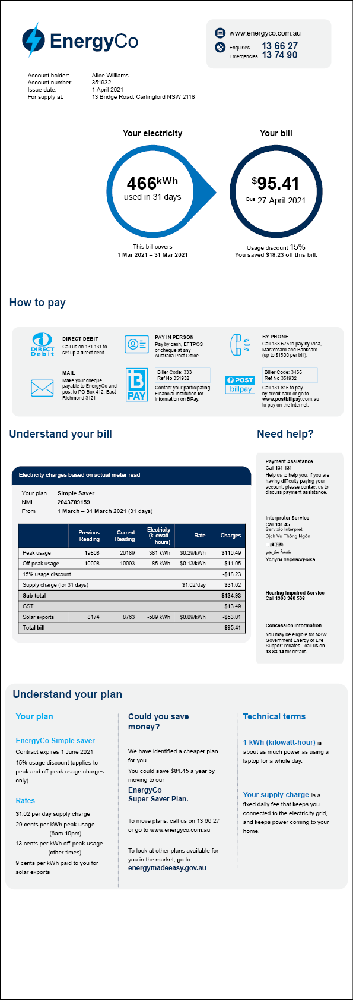 EnergyCo
www.energyco.com.au
Enquiries 13 66 27
Emergencies 13 74 90
Account holder: Alice Williams
Account number: 351932
Issue date: 1 April 2021
For supply at: 13 Bridge Road, Carlingford NSW 2118
Your electricity
466kWh
used in 31 days
This bill covers
1 Mar 2021 – 31 Mar 2021
Your bill
$95.41
Due 27 April 2021
Usage discount 15%
You saved $18.23 off this bill.
How to pay
DIRECT Debit
DIRECT DEBIT
Call us on 131 131 to
set up a direct debit.
PAY IN PERSON
Pay by cash, EFTPOS
or cheque at any
Australia Post Office
BY PHONE
Call 138 675 to pay by Visa,
Mastercard and Bankcard
(up to $1500 per bill).
MAIL
Make your cheque
payable to EnergyCo and
post to PO Box 412, East
Richmond 3121
B PAY
Biller Code: 333
Ref No 351932
Contact your participating
Financial Institution for
information on BPay.
POST billpay
Biller Code: 3456
Ref No 351932
Call 131 816 to pay
by credit card or go to
www.postbillpay.com.au
to pay on the internet.
Understand your bill
Electricity charges based on actual meter read
Your plan Simple Saver
NMI 2043789159
From 1 March – 31 March 2021 (31 days)
Previous Reading Current Reading Electricity (kilowatt-hours) Rate Charges
Peak usage 19808 20189 381 kWh $0.29/kWh $110.49
Off-peak usage 10008 10093 85 kWh $0.13/kWh $11.05
15% usage discount -$18.23
Supply charge (for 31 days) $1.02/day $31.62
Sub-total $134.93
GST $13.49
Solar exports 8174 8763 -589 kWh $0.09/kWh -$53.01
Total bill $95.41
Need help?
Payment Assistance
Call 131 131
Help us to help you. If you are
having difficulty paying your
account, please contact us to
discuss payment assistance.
Interpreter Service
Call 131 45
Servizio Interpreti
Dịch Vụ Thông Ngôn
خدمة مترجم
Услуги переводчика
Hearing Impaired Service
Call 1300 368 536
Concession Information
You may be eligible for NSW
Government Energy or Life
Support rebates - call us on
13 83 14 for details
Understand your plan
Your plan
EnergyCo Simple saver
Contract expires 1 June 2021
15% usage discount (applies to
peak and off-peak usage charges
only)
Rates
$1.02 per day supply charge
29 cents per kWh peak usage
(6am-10pm)
13 cents per kWh off-peak usage
(other times)
9 cents per kWh paid to you for
solar exports
Could you save
money?
We have identified a cheaper plan
for you.
You could save $81.45 a year by
moving to our
EnergyCo
Super Saver Plan.
To move plans, call us on 13 66 27
or go to www.energyco.com.au
To look at other plans available for
you in the market, go to
energymadeeasy.gov.au
Technical terms
1 kWh (kilowatt-hour) is
about as much power as using a
laptop for a whole day.
Your supply charge is a
fixed daily fee that keeps you
connected to the electricity grid,
and keeps power coming to your
home.